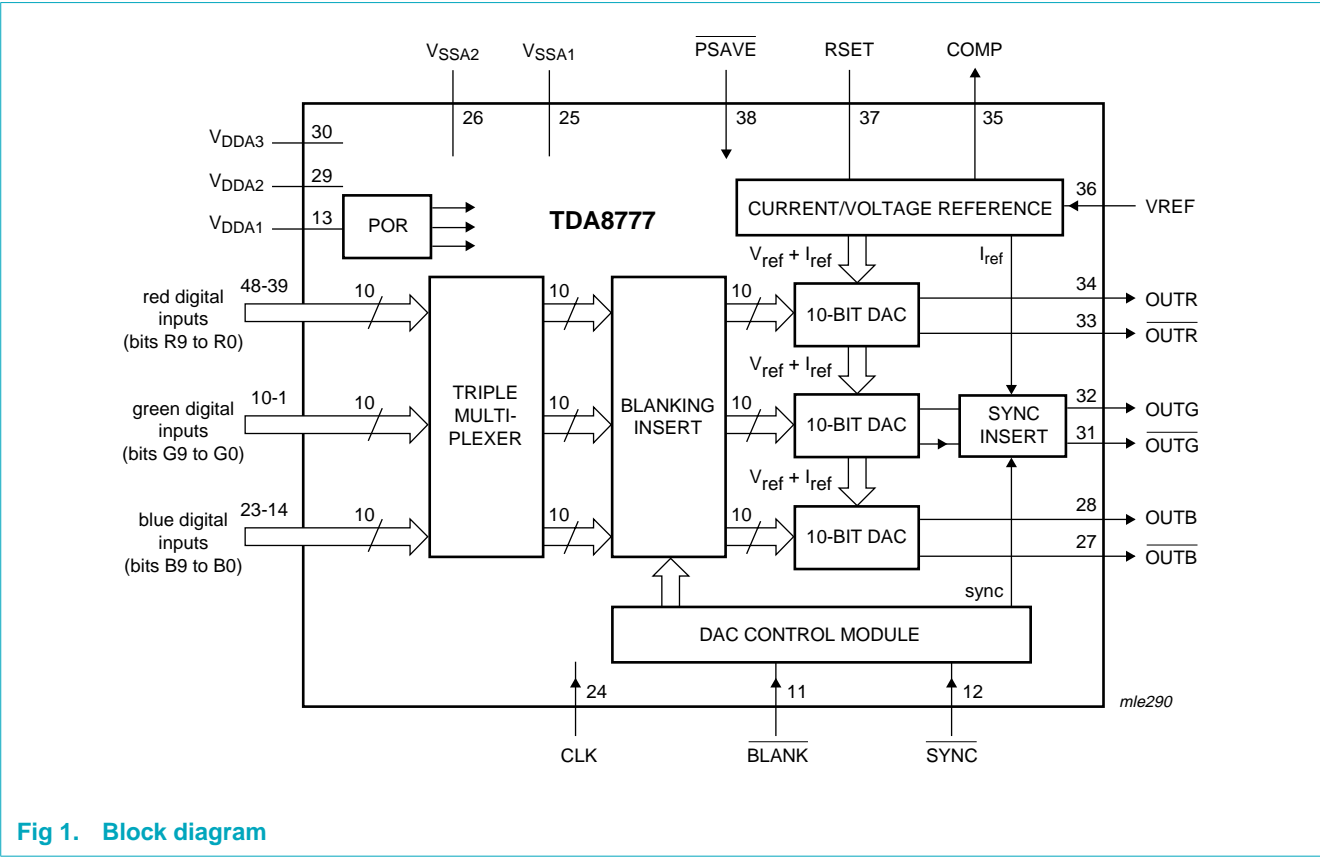 VSSA2
VSSA1
PSAVE
RSET
COMP
26
25
38
37
35
VDDA3
30
VDDA2
29
VDDA1
13
POR
TDA8777
CURRENT/VOLTAGE REFERENCE
36
VREF
Vref + Iref
Iref
red digital
inputs
(bits R9 to R0)
48-39
10
10
10
10-BIT DAC
34
OUTR
33
OUTR
Vref + Iref
green digital
inputs
(bits G9 to G0)
10-1
10
TRIPLE
MULTI-
PLEXER
10
BLANKING
INSERT
10
10-BIT DAC
SYNC
INSERT
32
OUTG
31
OUTG
Vref + Iref
blue digital
inputs
(bits B9 to B0)
23-14
10
10
10
10-BIT DAC
28
OUTB
27
OUTB
sync
DAC CONTROL MODULE
24
11
12
mle290
CLK
BLANK
SYNC
Fig 1. Block diagram